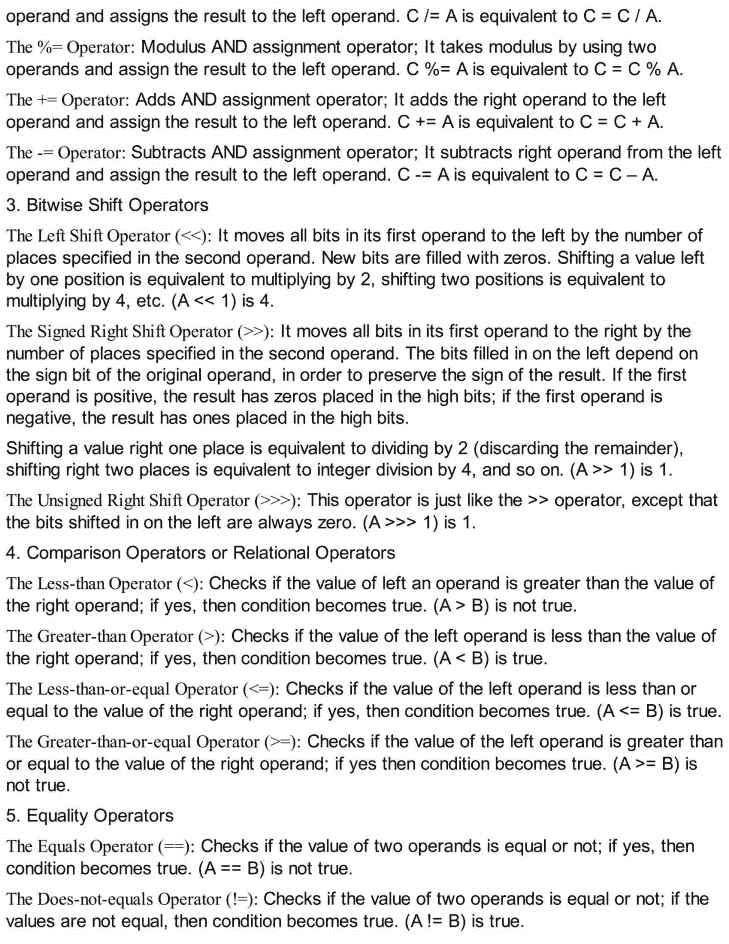 operand and assigns the result to the left operand. C /= A is equivalent to C = C / A.
The %= Operator: Modulus AND assignment operator; It takes modulus by using two
operands and assign the result to the left operand. C %= A is equivalent to C = C % A.
The += Operator: Adds AND assignment operator; It adds the right operand to the left
operand and assign the result to the left operand. C += A is equivalent to C = C + A.
The -= Operator: Subtracts AND assignment operator; It subtracts right operand from the left
operand and assign the result to the left operand. C -= A is equivalent to C = C – A.
3. Bitwise Shift Operators
The Left Shift Operator (<<): It moves all bits in its first operand to the left by the number of
places specified in the second operand. New bits are filled with zeros. Shifting a value left
by one position is equivalent to multiplying by 2, shifting two positions is equivalent to
multiplying by 4, etc. (A << 1) is 4.
The Signed Right Shift Operator (>>): It moves all bits in its first operand to the right by the
number of places specified in the second operand. The bits filled in on the left depend on
the sign bit of the original operand, in order to preserve the sign of the result. If the first
operand is positive, the result has zeros placed in the high bits; if the first operand is
negative, the result has ones placed in the high bits.
Shifting a value right one place is equivalent to dividing by 2 (discarding the remainder),
shifting right two places is equivalent to integer division by 4, and so on. (A >> 1) is 1.
The Unsigned Right Shift Operator (>>>): This operator is just like the >> operator, except that
the bits shifted in on the left are always zero. (A >>> 1) is 1.
4. Comparison Operators or Relational Operators
The Less-than Operator (<): Checks if the value of left an operand is greater than the value of
the right operand; if yes, then condition becomes true. (A > B) is not true.
The Greater-than Operator (>): Checks if the value of the left operand is less than the value of
the right operand; if yes, then condition becomes true. (A < B) is true.
The Less-than-or-equal Operator (<=): Checks if the value of the left operand is less than or
equal to the value of the right operand; if yes, then condition becomes true. (A <= B) is true.
The Greater-than-or-equal Operator (>=): Checks if the value of the left operand is greater than
or equal to the value of the right operand; if yes then condition becomes true. (A >= B) is
not true.
5. Equality Operators
The Equals Operator (==): Checks if the value of two operands is equal or not; if yes, then
condition becomes true. (A == B) is not true.
The Does-not-equals Operator (!=): Checks if the value of two operands is equal or not; if the
values are not equal, then condition becomes true. (A != B) is true.